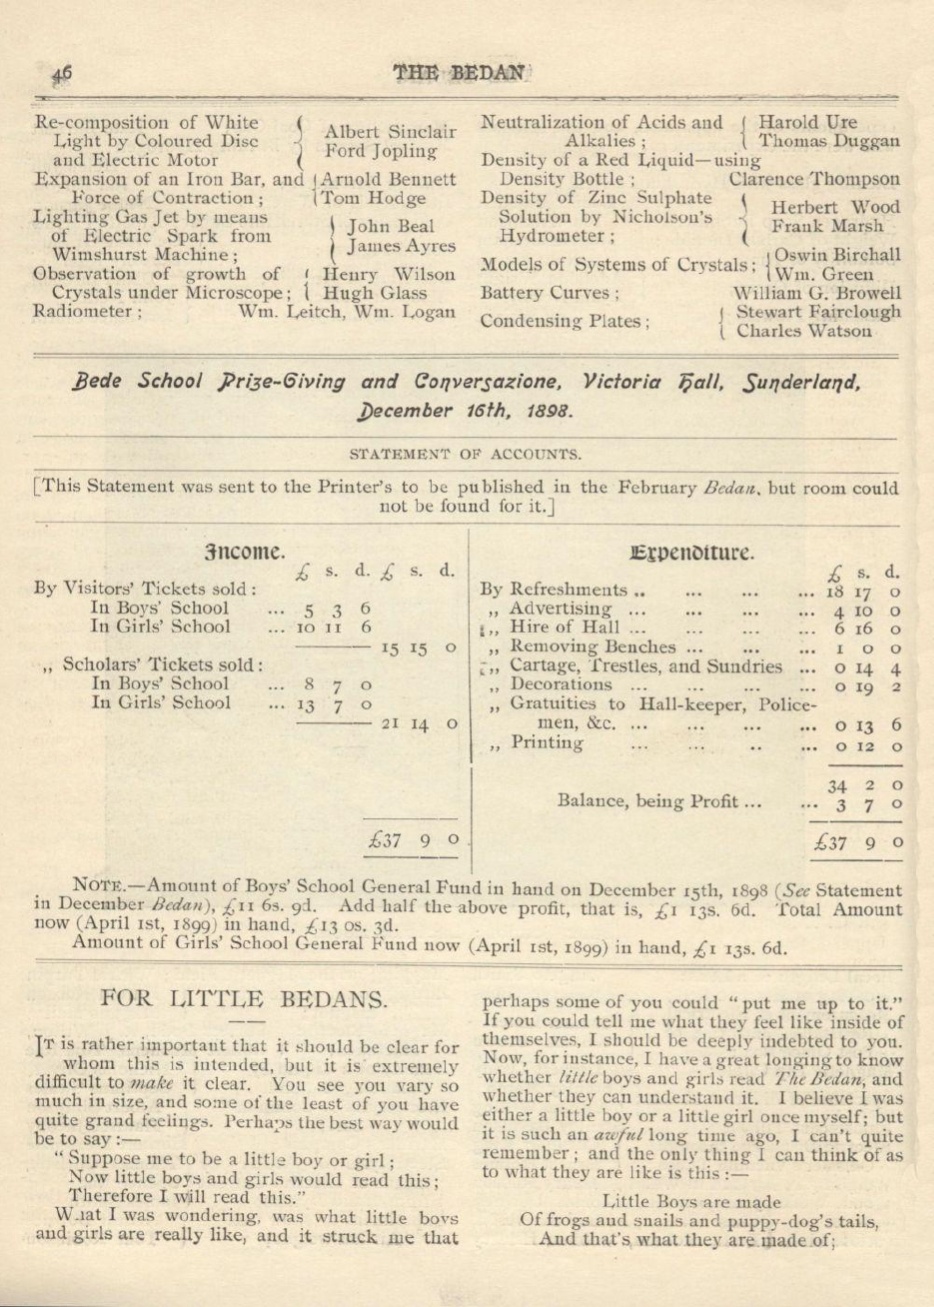 46
THE BEDAN
Re-composition of White
Light by Coloured Disc
and Electric Motor
Albert Sinclair
Ford Jopling
Expansion of an Iron Bar, and
Force of Contraction ;
Arnold Bennett
Tom Hodge
Lighting Gas Jet by means
of Electric Spark from
Wimshurst Machine ;
John Beal
James Ayres
Observation of growth of
Crystals under Microscope ;
Henry Wilson
Hugh Glass
Radiometer ; Wm. Leitch, Wm. Logan
Neutralization of Acids and
Alkalies ;
Harold Ure
Thomas Duggan
Density of a Red Liquid—using
Density Bottle ; Clarence Thompson
Density of Zinc Sulphate
Solution by Nicholson's
Hydrometer ;
Herbert Wood
Frank Marsh
Models of Systems of Crystals ;
Oswin Birchall
Wm. Green
Battery Curves ; William G. Browell
Condensing Plates ;
Stewart Fairclough
Charles Watson
Bede School Prize-Giving and Conversazione, Victoria Hall, Sunderland,
December 16th, 1898.
STATEMENT OF ACCOUNTS.
[This Statement was sent to the Printer's to be published in the February Bedan, but room could
not be found for it.]
Income.
£ s. d. £ s. d.
By Visitors' Tickets sold :
In Boys' School ... 5 3 6
In Girls' School ... 10 11 6
15 15 0
„ Scholars' Tickets sold :
In Boys' School ... 8 7 0
In Girls' School ... 13 7 0
21 14 0
£37 9 0
Expenditure.
£ s. d.
By Refreshments .. ... ... ... 18 17 0
„ Advertising ... ... ... ... 4 10 0
„ Hire of Hall ... ... ... ... 6 16 0
„ Removing Benches ... ... ... 1 0 0
„ Cartage, Trestles, and Sundries ... 0 14 4
„ Decorations ... ... ... ... 0 19 2
„ Gratuities to Hall-keeper, Police-
men, &c. ... ... ... ... 0 13 6
„ Printing ... ... .. ... 0 12 0
34 2 0
Balance, being Profit ... ... 3 7 0
£37 9 0
NOTE.—Amount of Boys' School General Fund in hand on December 15th, 1898 (See Statement
in December Bedan), £11 6s. 9d. Add half the above profit, that is, £1 13s. 6d. Total Amount
now (April 1st, 1899) in hand, £13 0s. 3d.
Amount of Girls' School General Fund now (April 1st, 1899) in hand, £1 13s. 6d.
FOR LITTLE BEDANS.
IT is rather important that it should be clear for
whom this is intended, but it is extremely
difficult to make it clear. You see you vary so
much in size, and some of the least of you have
quite grand feelings. Perhaps the best way would
be to say :—
" Suppose me to be a little boy or girl ;
Now little boys and girls would read this ;
Therefore I will read this."
What I was wondering, was what little boys
and girls are really like, and it struck me that
perhaps some of you could " put me up to it."
If you could tell me what they feel like inside of
themselves, I should be deeply indebted to you.
Now, for instance, I have a great longing to know
whether little boys and girls read The Bedan, and
whether they can understand it. I believe I was
either a little boy or a little girl once myself; but
it is such an awful long time ago, I can't quite
remember ; and the only thing I can think of as
to what they are like is this :—
Little Boys are made
Of frogs and snails and puppy-dog's tails,
And that's what they are made of;